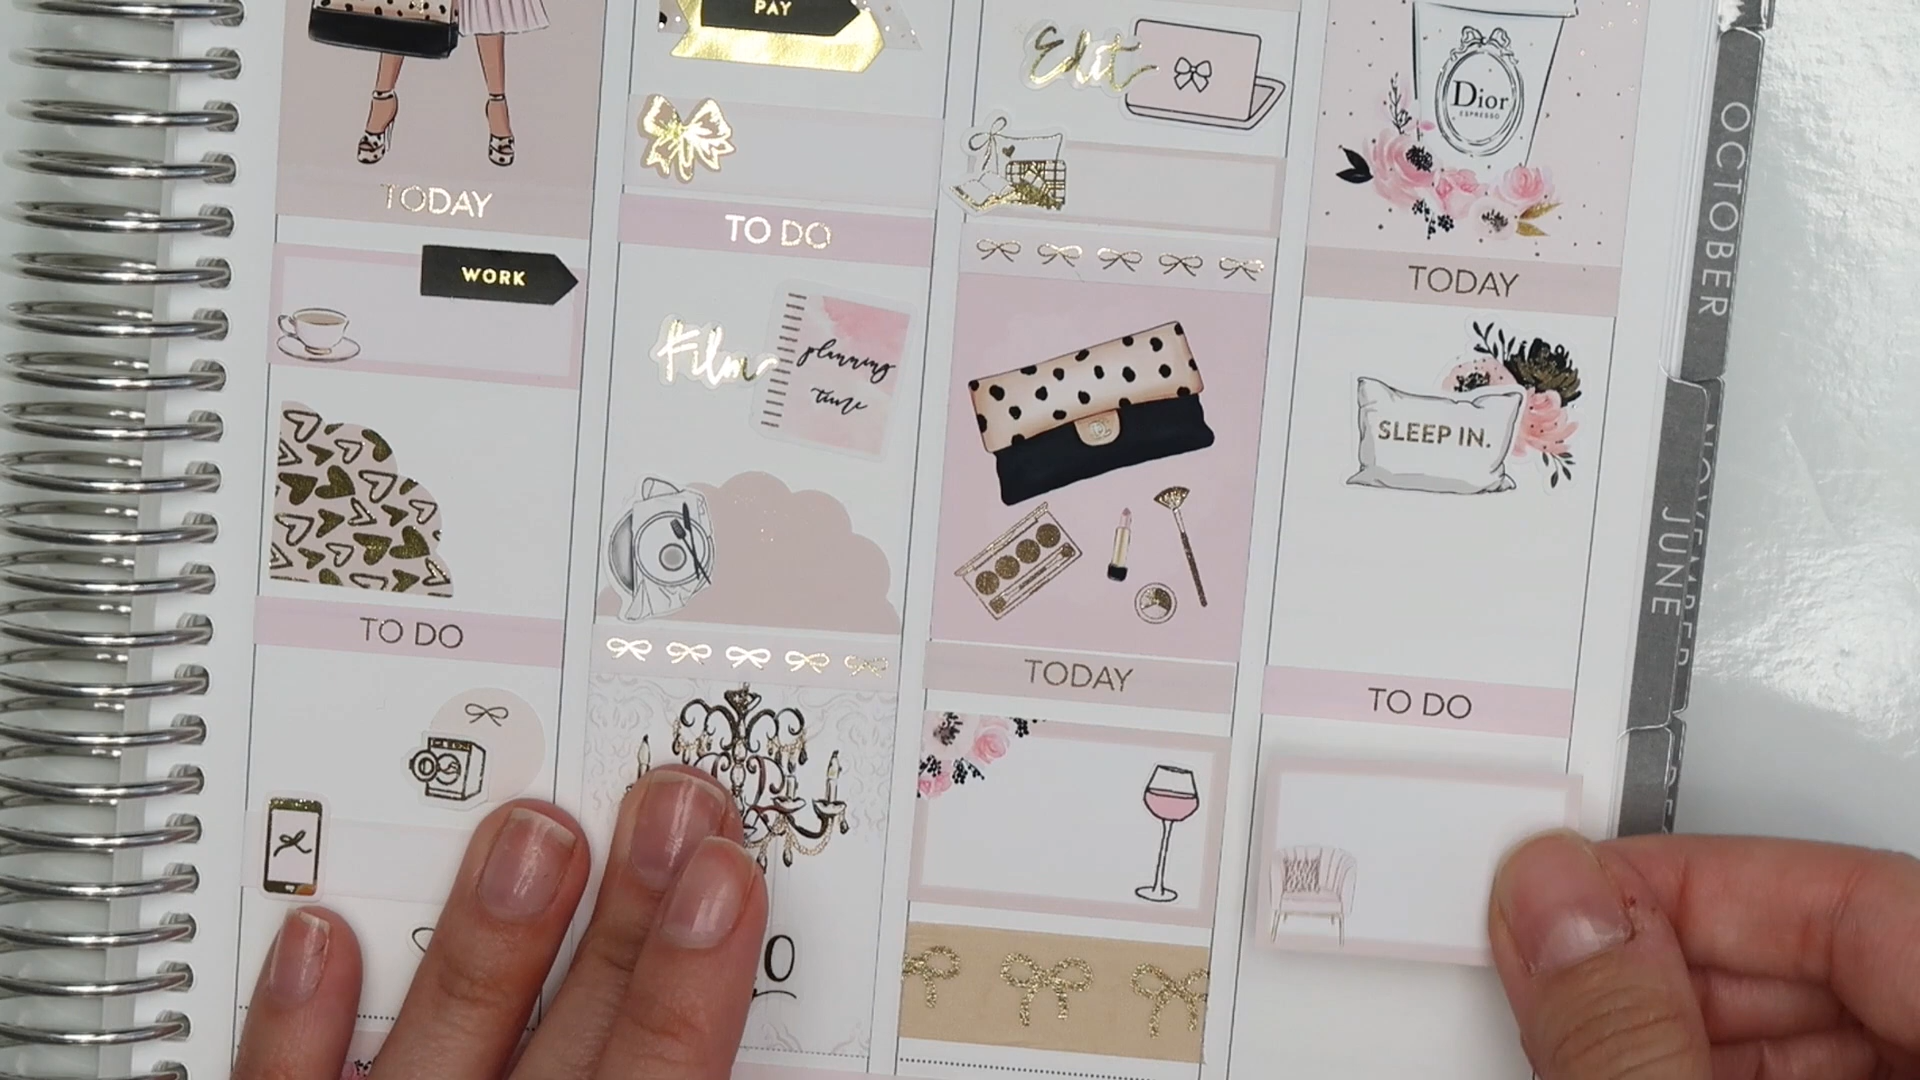 TODAY
WORK
TO DO
PAY
TO DO
Film
planning
time
Edit
TODAY
Dior
ESPRESSO
TODAY
SLEEP IN.
TO DO
OCTOBER
NOVEMBER
JUNE